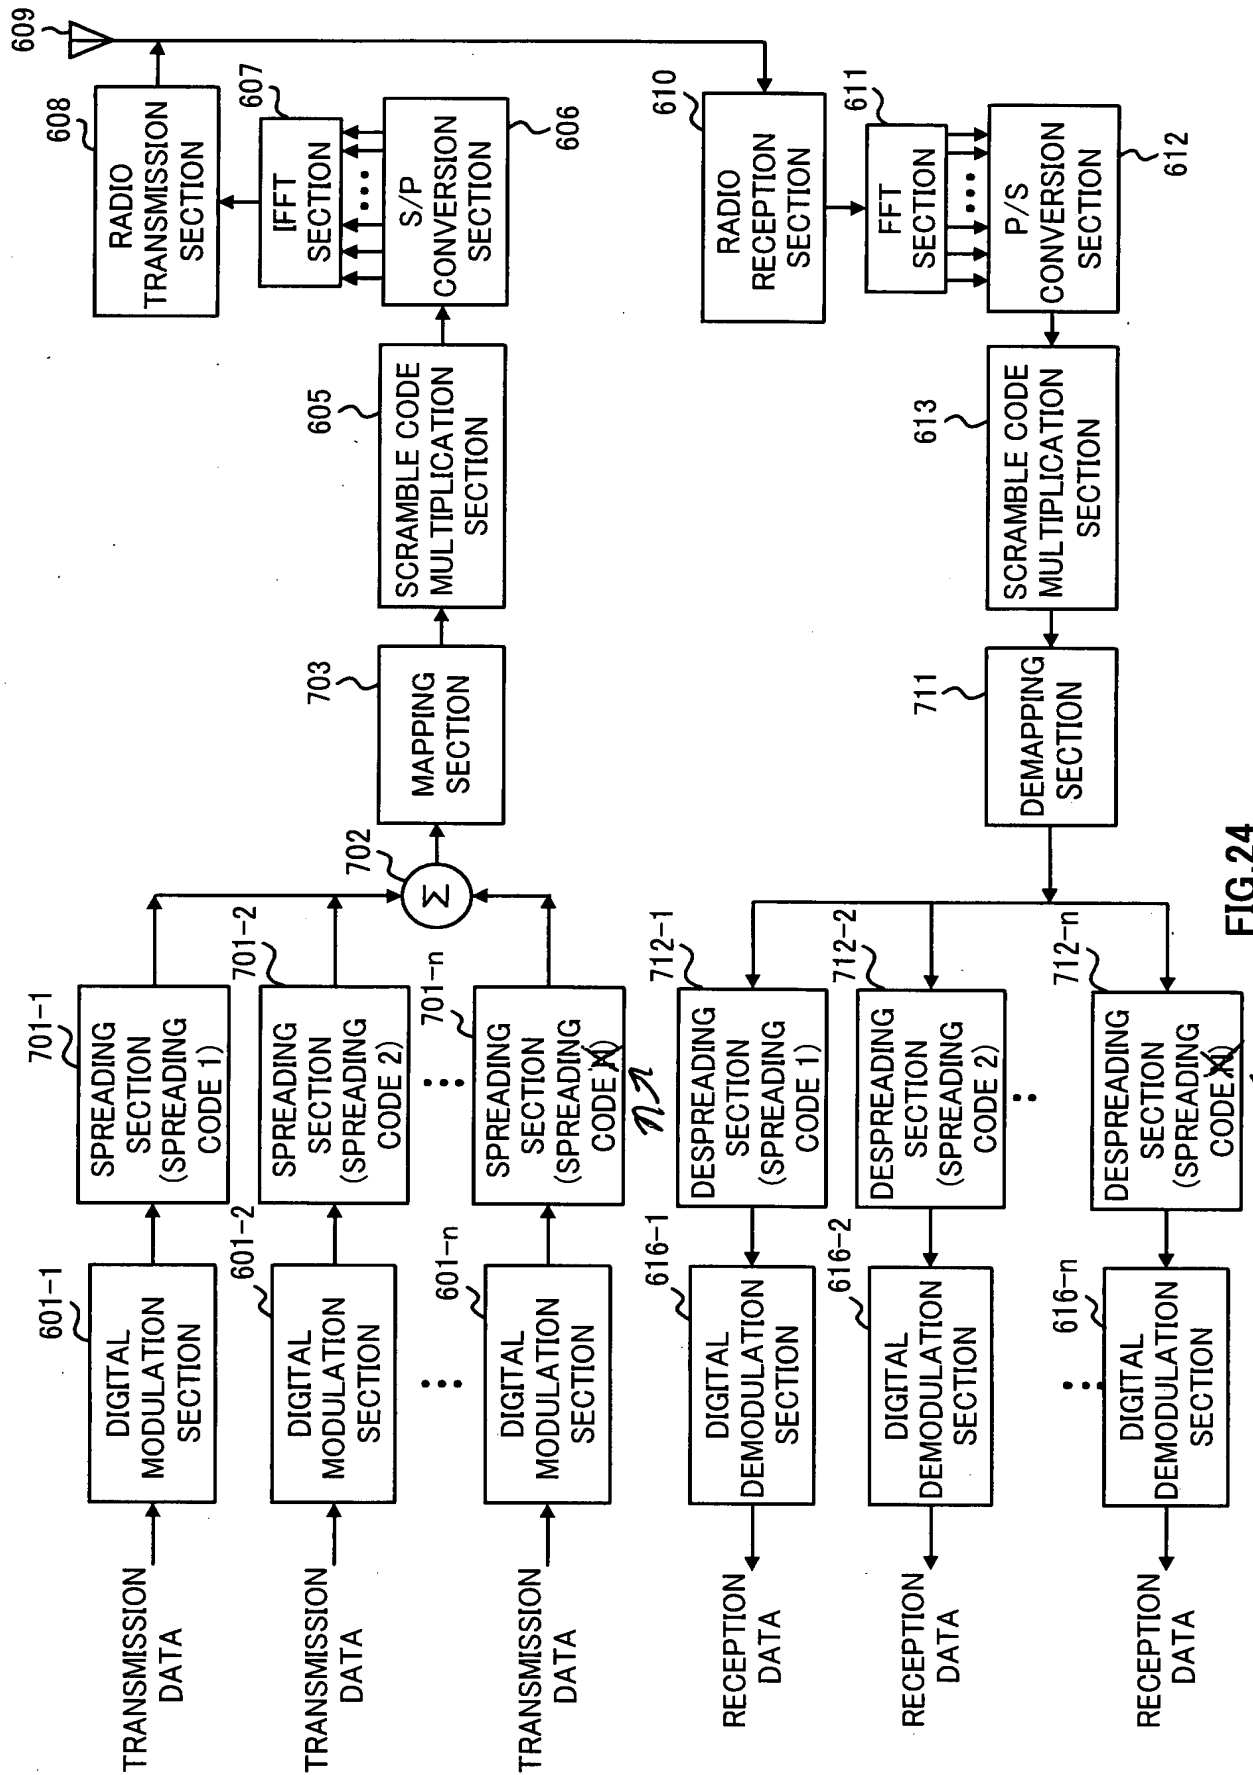 TRANSMISSION
DATA
601-1
DIGITAL
MODULATION
SECTION
701-1
SPREADING
SECTION
(SPREADING
CODE 1)
TRANSMISSION
DATA
601-2
DIGITAL
MODULATION
SECTION
701-2
SPREADING
SECTION
(SPREADING
CODE 2)
TRANSMISSION
DATA
601-n
DIGITAL
MODULATION
SECTION
701-n
SPREADING
SECTION
(SPREADING
CODE
n
702
Σ
703
MAPPING
SECTION
605
SCRAMBLE CODE
MULTIPLICATION
SECTION
606
S/P
CONVERSION
SECTION
607
IFFT
SECTION
608
RADIO
TRANSMISSION
SECTION
609
610
RADIO
RECEPTION
SECTION
611
FFT
SECTION
612
P/S
CONVERSION
SECTION
613
SCRAMBLE CODE
MULTIPLICATION
SECTION
711
DEMAPPING
SECTION
712-1
DESPREADING
SECTION
(SPREADING
CODE 1)
616-1
DIGITAL
DEMODULATION
SECTION
RECEPTION
DATA
712-2
DESPREADING
SECTION
(SPREADING
CODE 2)
616-2
DIGITAL
DEMODULATION
SECTION
RECEPTION
DATA
712-n
DESPREADING
SECTION
(SPREADING
CODE
616-n
DIGITAL
DEMODULATION
SECTION
RECEPTION
DATA
FIG.24